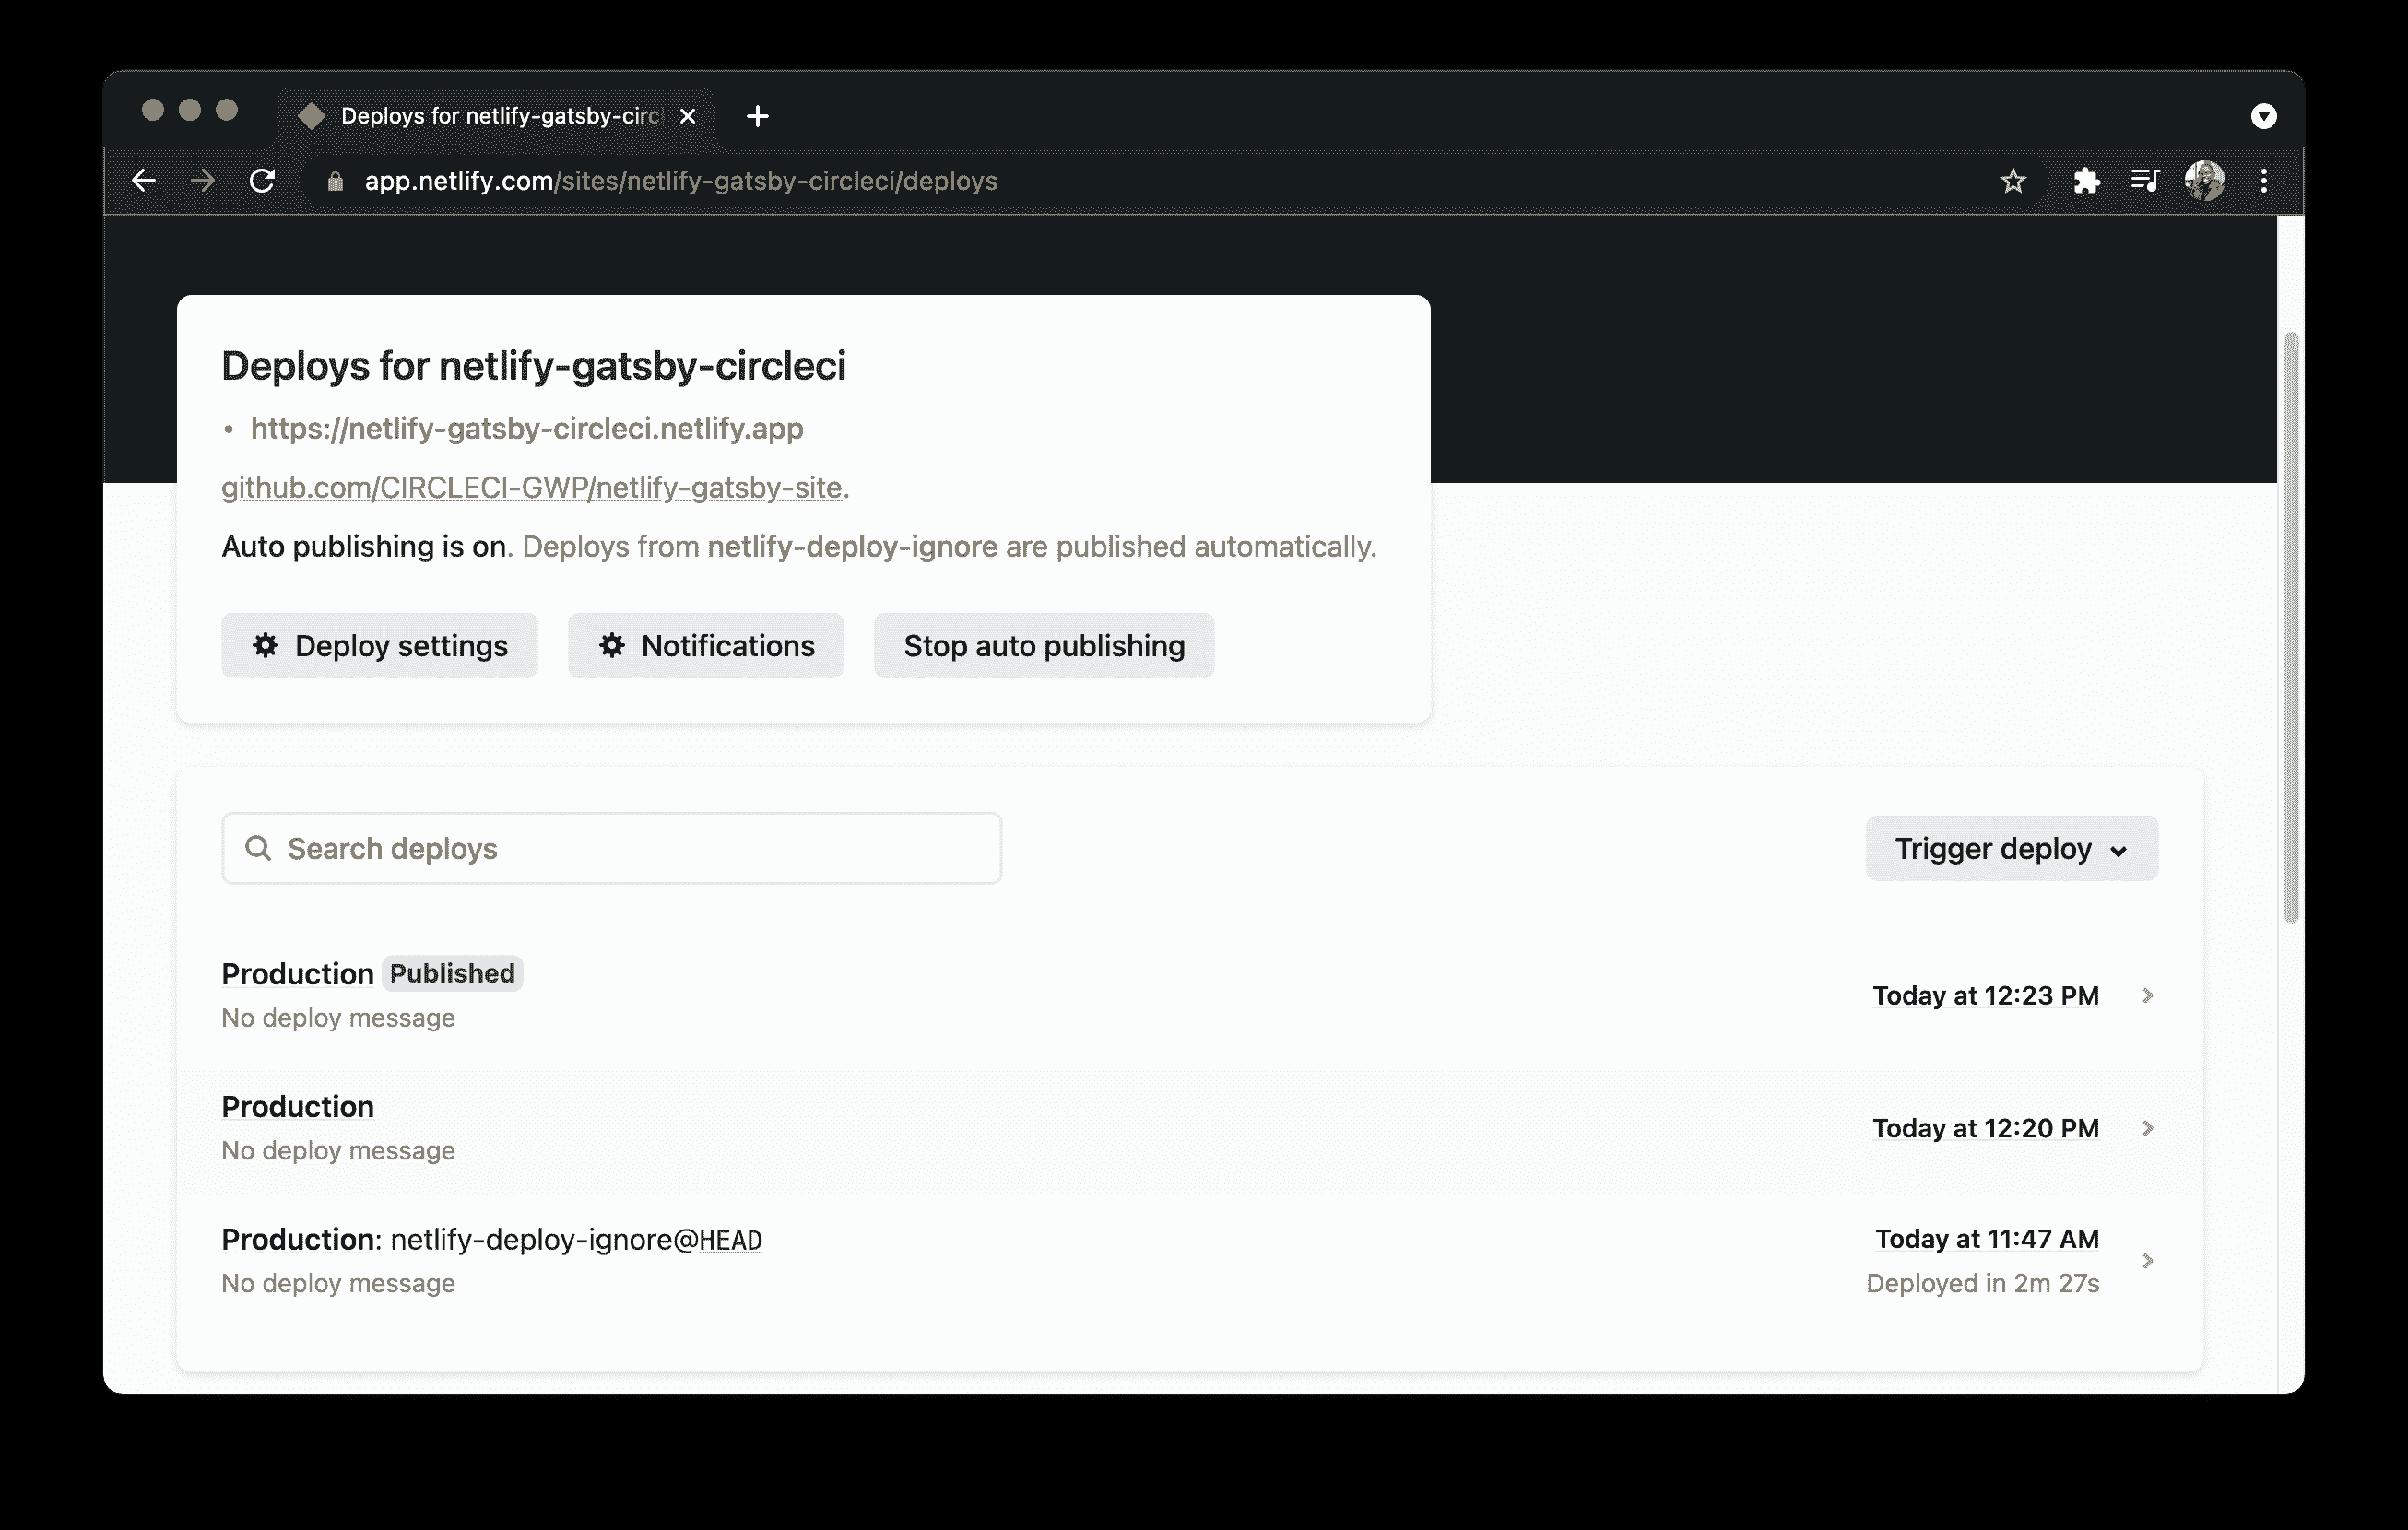 Deploys for netlify-gatsby-circ
app.netlify.com/sites/netlify-gatsby-circleci/deploys
Deploys for netlify-gatsby-circleci
• https://netlify-gatsby-circleci.netlify.app
github.com/CIRCLECI-GWP/netlify-gatsby-site.
Auto publishing is on. Deploys from netlify-deploy-ignore are published automatically.
Deploy settings Notifications Stop auto publishing
Search deploys Trigger deploy
Production Published
Today at 12:23 PM
No deploy message
Production
Today at 12:20 PM
No deploy message
Production: netlify-deploy-ignore@HEAD Today at 11:47 AM
No deploy message Deployed in 2m 27s